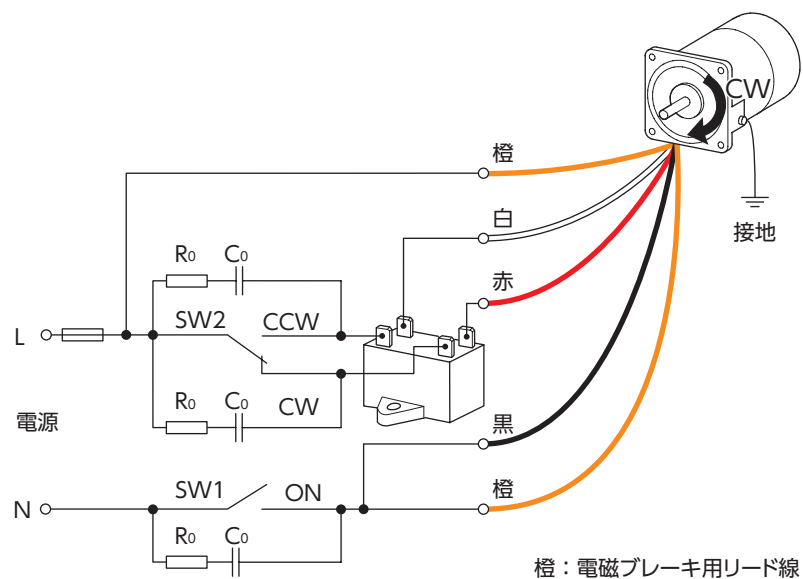 CW
橙
白
接地
R₀ C₀
赤
SW2 CCW
L
R₀ C₀ CW
電源
黒
SW1 ON
橙
N
R₀ C₀
橙：電磁ブレーキ用リード線